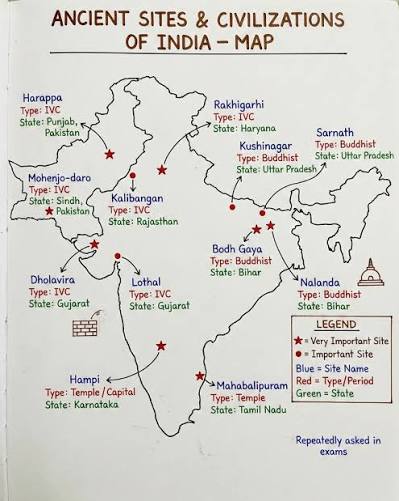 ANCIENT SITES & CIVILIZATIONS
OF INDIA – MAP
Harappa
Type: IVC
State: Punjab,
Pakistan
Rakhigarhi
Type: IVC
State: Haryana
Kushinagar
Type: Buddhist
State: Uttar Pradesh
Sarnath
Type: Buddhist
State: Uttar Pradesh
Mohenjo-daro
Type: IVC
State: Sindh,
Pakistan
Kalibangan
Type: IVC
State: Rajasthan
Bodh Gaya
Type: Buddhist
State: Bihar
Dholavira
Type: IVC
State: Gujarat
Lothal
Type: IVC
State: Gujarat
Nalanda
Type: Buddhist
State: Bihar
LEGEND
= Very Important Site
= Important Site
Blue = Site Name
Red = Type/Period
Green = State
Hampi
Type: Temple/Capital
State: Karnataka
Mahabalipuram
Type: Temple
State: Tamil Nadu
Repeatedly asked in
exams